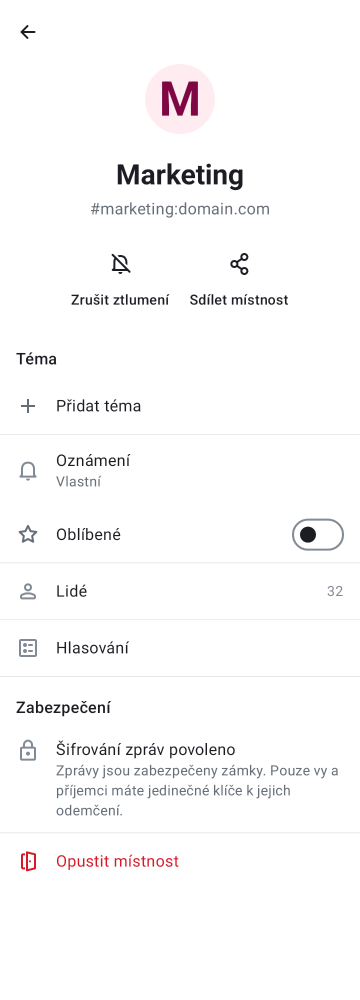 M
Marketing
#marketing:domain.com
Zrušit ztlumení
Sdílet místnost
Téma
Přidat téma
Oznámení
Vlastní
Oblíbené
Lidé
32
Hlasování
Zabezpečení
Šifrování zpráv povoleno
Zprávy jsou zabezpečeny zámky. Pouze vy a
příjemci máte jedinečné klíče k jejich
odemčení.
Opustit místnost